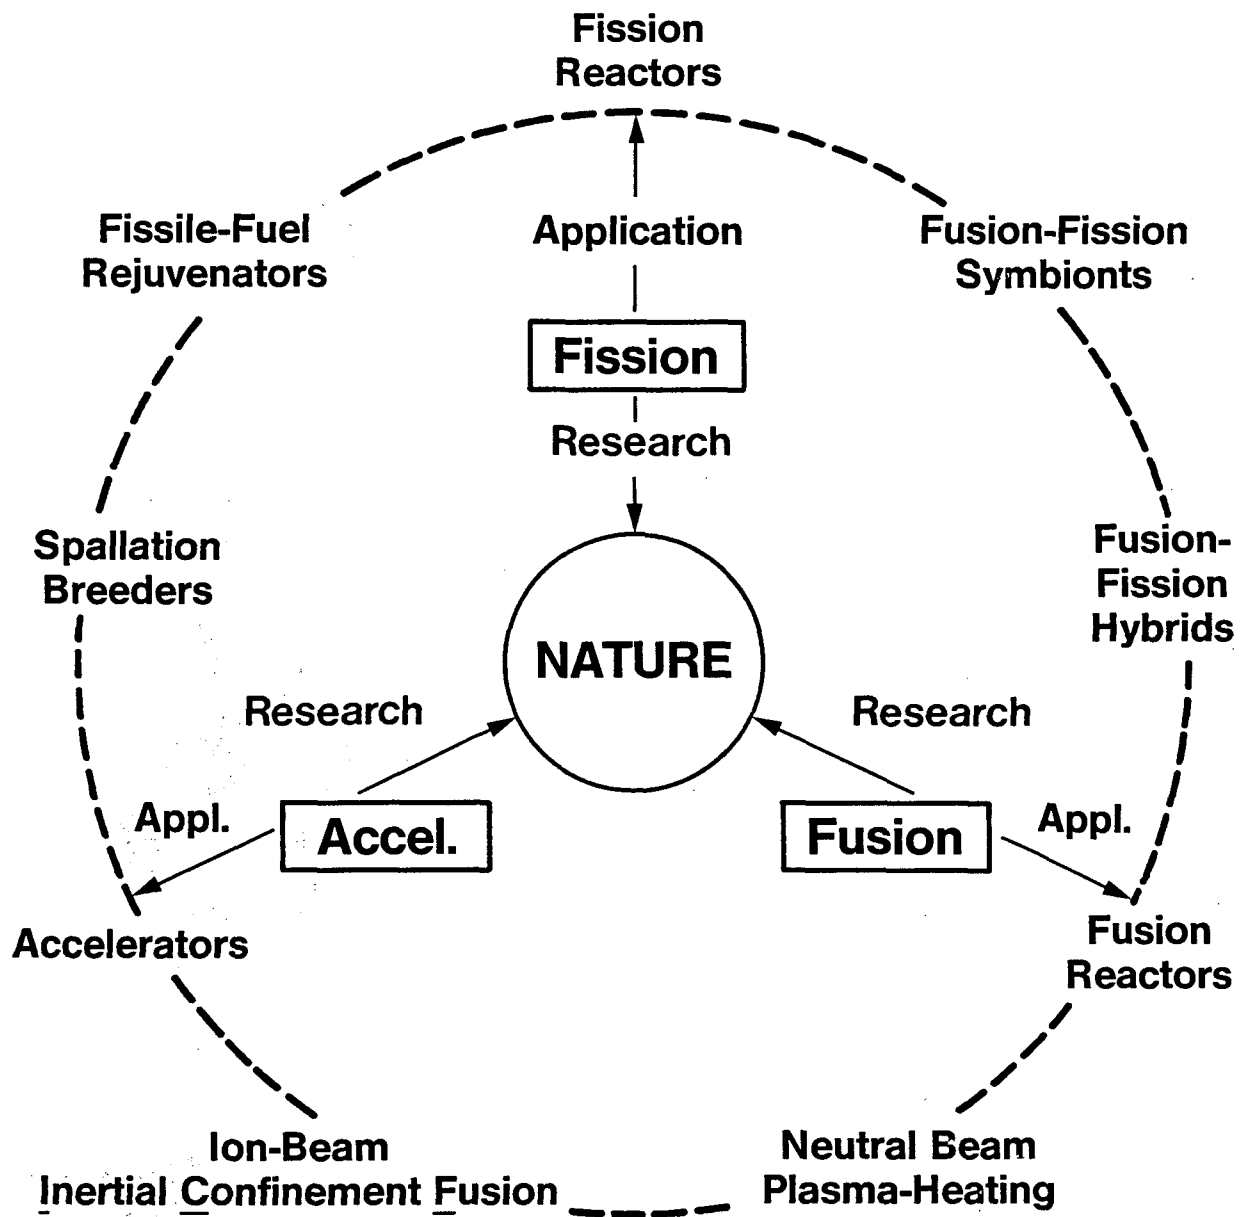 Fission
Reactors
Fissile-Fuel
Rejuvenators
Application
Fusion-Fission
Symbionts
Fission
Research
Spallation
Breeders
Fusion-
Fission
Hybrids
NATURE
Research
Research
Appl.
Accel.
Fusion
Appl.
Accelerators
Fusion
Reactors
Ion-Beam
Inertial Confinement Fusion
Neutral Beam
Plasma-Heating